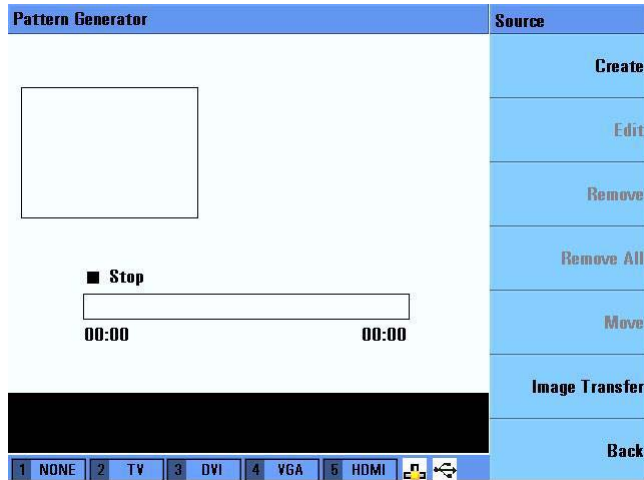 Pattern Generator
Source
Create
Edit
Remove
Remove All
Move
Image Transfer
Back
Stop
00:00 00:00
1 NONE 2 TV 3 DVI 4 VGA 5 HDMI